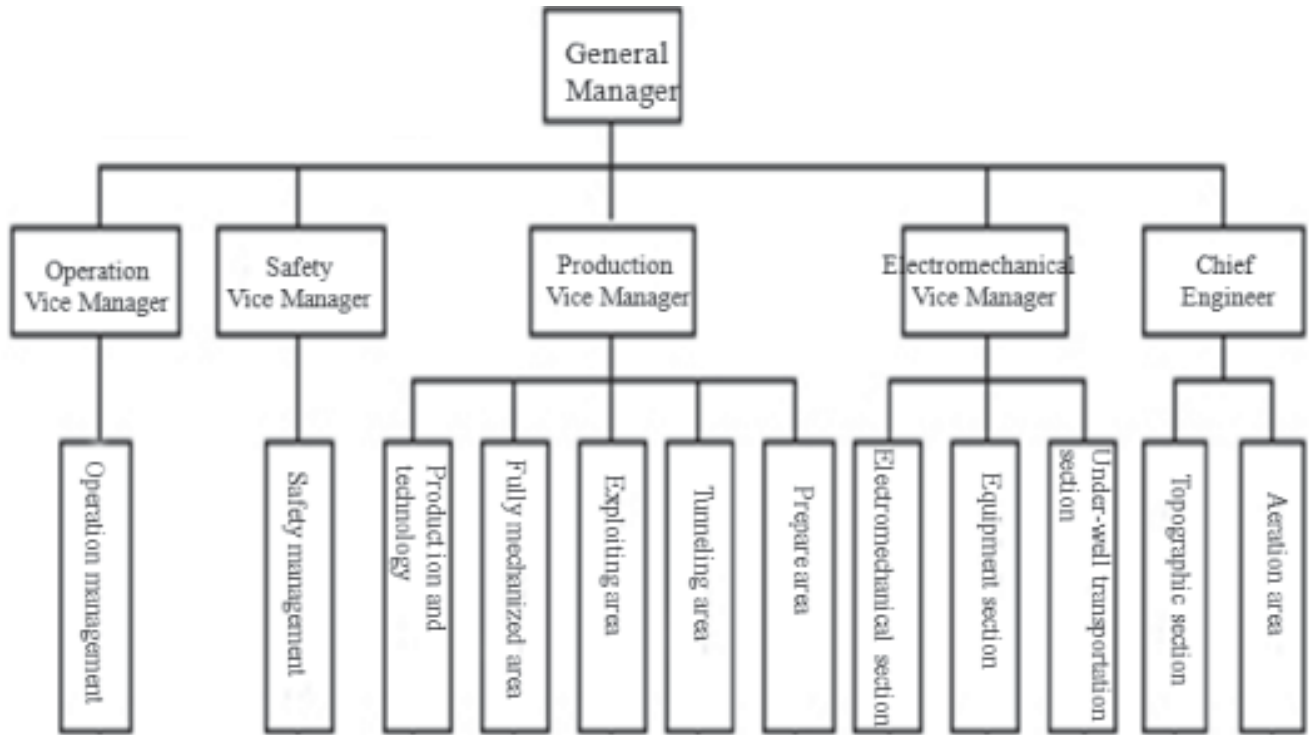 General
Manager
Operation
Vice Manager
Safety
Vice Manager
Production
Vice Manager
Electromechanical
Vice Manager
Chief
Engineer
Operation management
Safety management
Production and
technology
Fully mechanized area
Exploiting area
Tunneling area
Prepare area
Electromechanical section
Equipment section
Under-well transportation
section
Topographic section
Aeration area